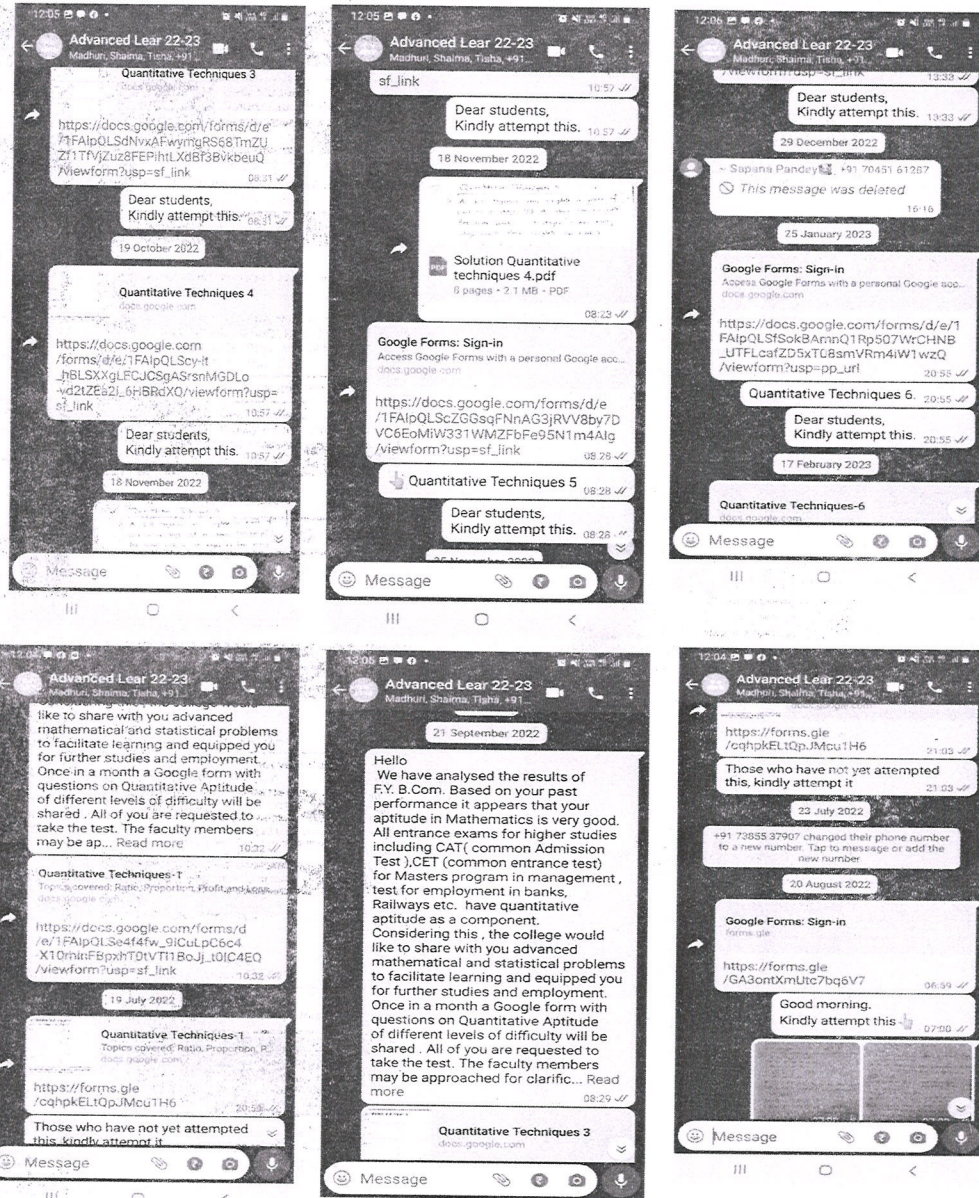 12:05
Advanced Lear 22-23
Madhuri, Shaima, Tisha, +91...
Quantitative Techniques 3
docs.google.com
https://docs.google.com/forms/d/e
/1FAIpQLSdNvxAFwymgRS68TmZU
Zf1TfVjZuz8FEPihtLXdBf3BvkbeuQ
/viewform?usp=sf_link
08:31
Dear students,
Kindly attempt this. 08:31
19 October 2022
Quantitative Techniques 4
docs.google.com
https://docs.google.com
/forms/d/e/1FAIpQLScy-it
_hBLSXXgLFCJCSgASrsnMGDLo
-vd2tZEa2i_6HBRdXQ/viewform?usp=
sf_link
10:57
Dear students,
Kindly attempt this. 10:57
18 November 2022
Message
12:05
Advanced Lear 22-23
Madhuri, Shaima, Tisha, +91...
sf_link
10:57
Dear students,
Kindly attempt this. 10:57
18 November 2022
Solution Quantitative
techniques 4.pdf
6 pages • 2.1 MB • PDF
08:23
Google Forms: Sign-in
Access Google Forms with a personal Google acc...
docs.google.com
https://docs.google.com/forms/d/e
/1FAIpQLScZGGsqFNnAG3jRVV8by7D
VC6EoMiW331WMZFbFe95N1m4AIg
/viewform?usp=sf_link
08:28
Quantitative Techniques 5 08:28
Dear students,
Kindly attempt this. 08:28
Message
12:06
Advanced Lear 22-23
Madhuri, Shaima, Tisha, +91...
/viewform?usp=sf_link
13:33
Dear students,
Kindly attempt this. 13:33
29 December 2022
~ Sapana Pandey +91 70451 61287
This message was deleted
16:16
25 January 2023
Google Forms: Sign-in
Access Google Forms with a personal Google acc...
docs.google.com
https://docs.google.com/forms/d/e/1
FAIpQLSfSokBAmnQ1Rp507WrCHNB
_UTFLcafZD5xT08smVRm4iW1wzQ
/viewform?usp=pp_url
20:55
Quantitative Techniques 6. 20:55
Dear students,
Kindly attempt this. 20:55
17 February 2023
Quantitative Techniques-6
docs.google.com
Message
12:04
Advanced Lear 22-23
Madhuri, Shaima, Tisha, +91...
like to share with you advanced
mathematical and statistical problems
to facilitate learning and equipped you
for further studies and employment.
Once in a month a Google form with
questions on Quantitative Aptitude
of different levels of difficulty will be
shared . All of you are requested to
take the test. The faculty members
may be ap... Read more
10:32
Quantitative Techniques-1
Topics covered: Ratio, Proportion, Profit and Loss
docs.google.com
https://docs.google.com/forms/d
/e/1FAIpQLSe4f4fw_9iCuLpC6c4
X10rhinFBpxhT0tVTl1BoJj_t0IC4EQ
/viewform?usp=sf_link
10:32
19 July 2022
Quantitative Techniques-1
Topics covered: Ratio, Proportion, P...
docs.google.com
https://forms.gle
/cqhpkELtQpJMcu1H6
20:58
Those who have not yet attempted
this, kindly attempt it
Message
12:05
Advanced Lear 22-23
Madhuri, Shaima, Tisha, +91...
21 September 2022
Hello
We have analysed the results of
F.Y. B.Com. Based on your past
performance it appears that your
aptitude in Mathematics is very good.
All entrance exams for higher studies
including CAT( common Admission
Test ),CET (common entrance test)
for Masters program in management ,
test for employment in banks,
Railways etc. have quantitative
aptitude as a component.
Considering this , the college would
like to share with you advanced
mathematical and statistical problems
to facilitate learning and equipped you
for further studies and employment.
Once in a month a Google form with
questions on Quantitative Aptitude
of different levels of difficulty will be
shared . All of you are requested to
take the test. The faculty members
may be approached for clarific... Read
more
08:29
Quantitative Techniques 3
docs.google.com
Message
12:04
Advanced Lear 22-23
Madhuri, Shaima, Tisha, +91...
https://forms.gle
/cqhpkELtQpJMcu1H6
21:03
Those who have not yet attempted
this, kindly attempt it 21:03
23 July 2022
+91 73855 37907 changed their phone number
to a new number. Tap to message or add the
new number.
20 August 2022
Google Forms: Sign-in
forms.gle
https://forms.gle
/GA3ontXmUtc7bq6V7
06:59
Good morning.
Kindly attempt this 07:00
Message